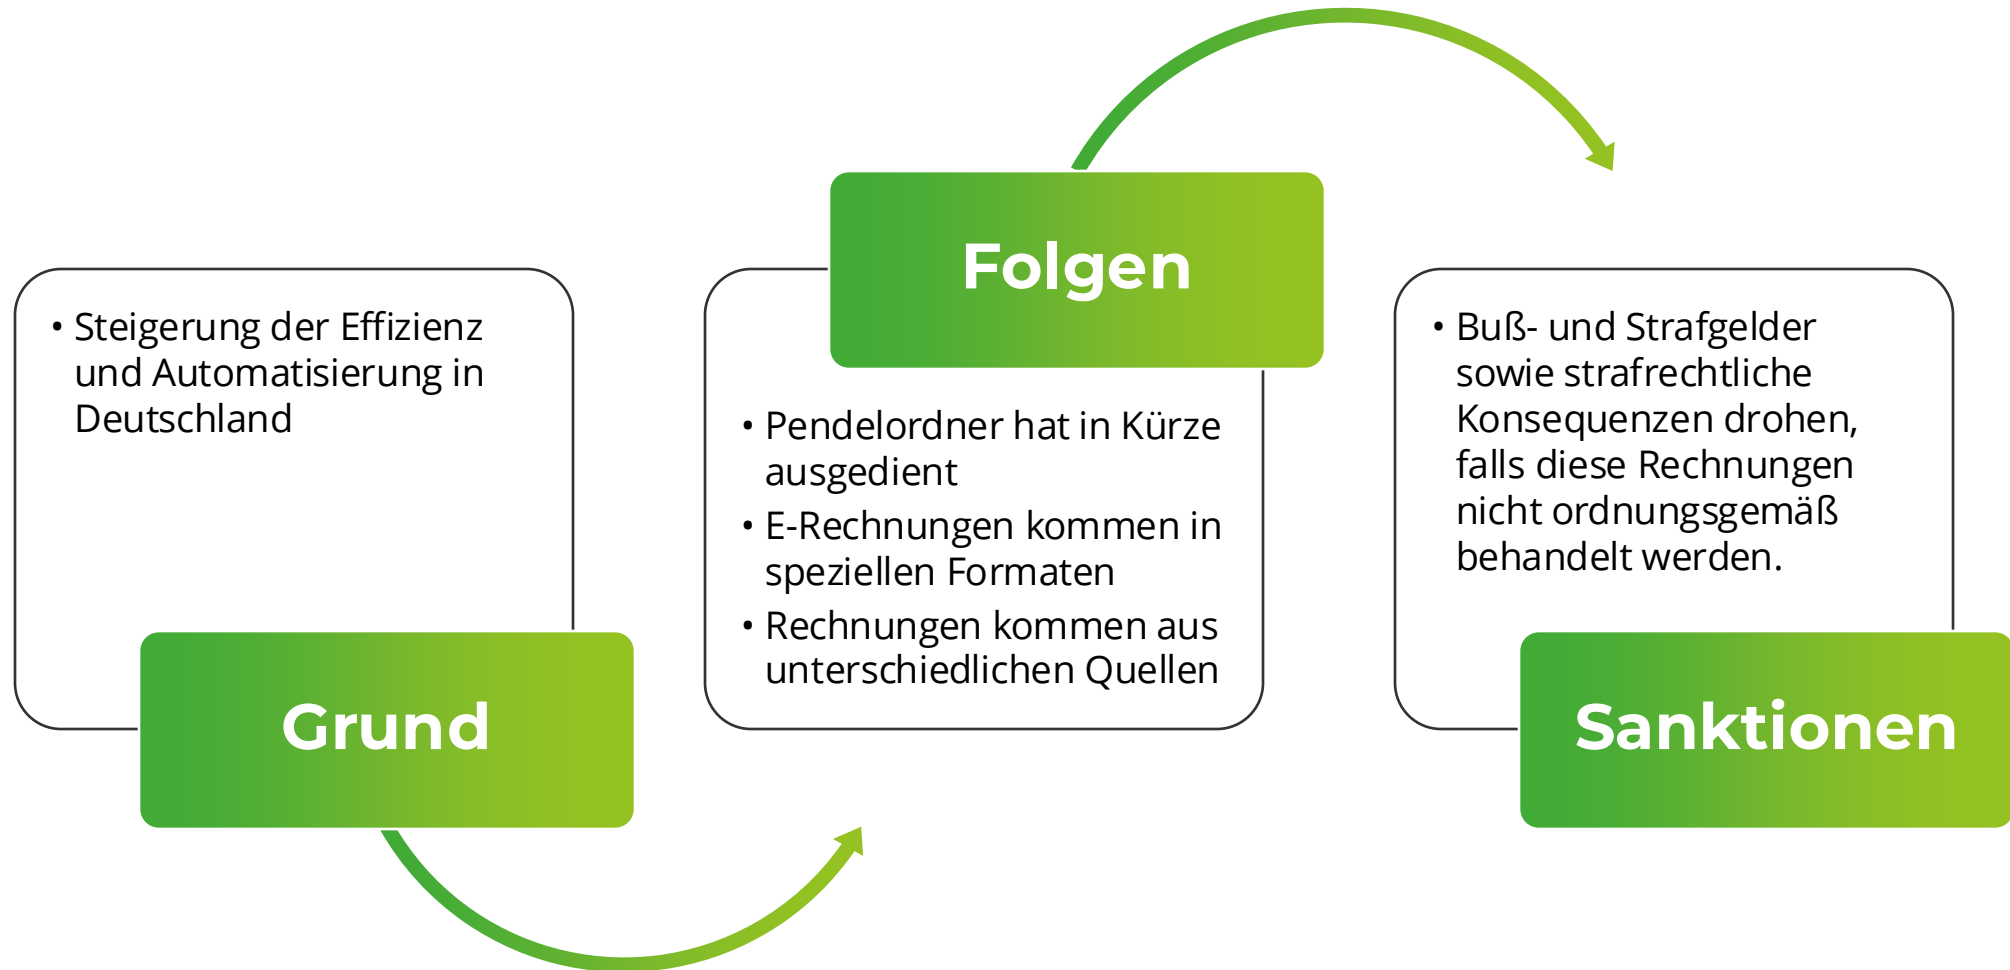 • Steigerung der Effizienz
und Automatisierung in
Deutschland
Grund
Folgen
• Pendelordner hat in Kürze
ausgedient
• E-Rechnungen kommen in
speziellen Formaten
• Rechnungen kommen aus
unterschiedlichen Quellen
• Buß- und Strafgelder
sowie strafrechtliche
Konsequenzen drohen,
falls diese Rechnungen
nicht ordnungsgemäß
behandelt werden.
Sanktionen